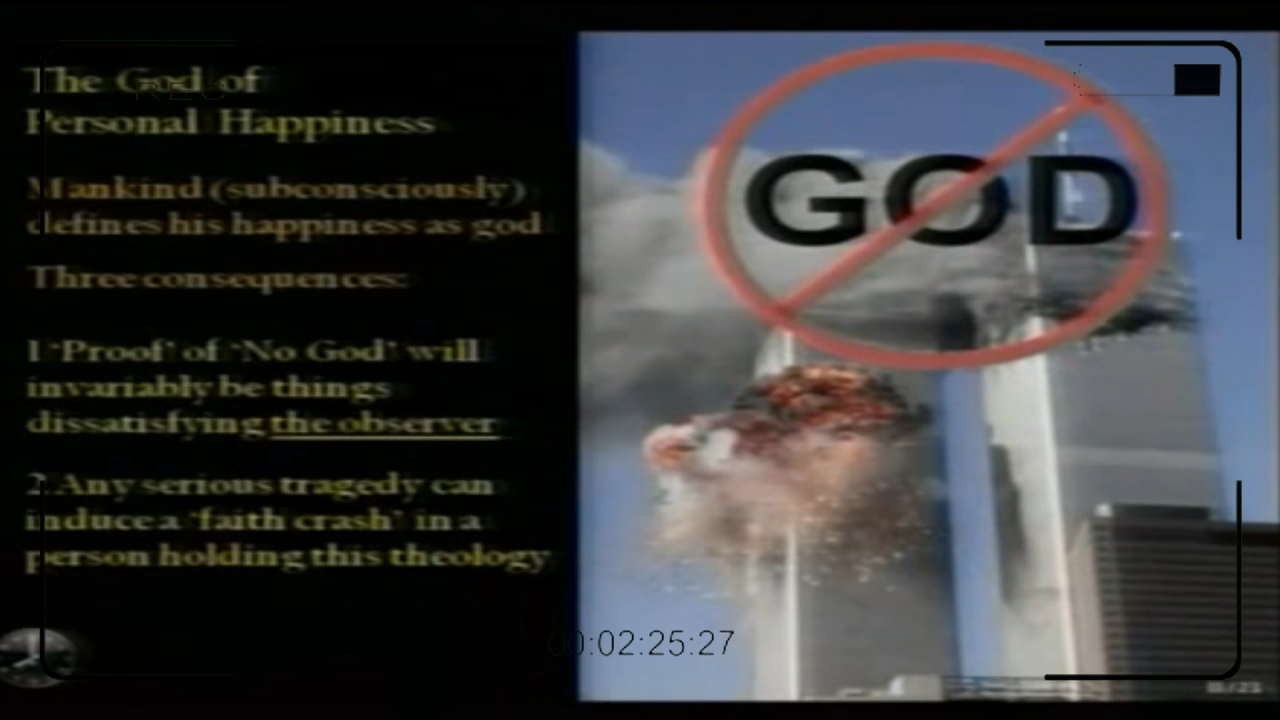 The God of
Personal Happiness
Mankind (subconsciously)
defines his happiness as god
Three consequences:
1 'Proof' of 'No God' will
invariably be things
dissatisfying the observer
2. Any serious tragedy can
induce a 'faith crash' in a
person holding this theology
GOD
REC
00:02:25:27